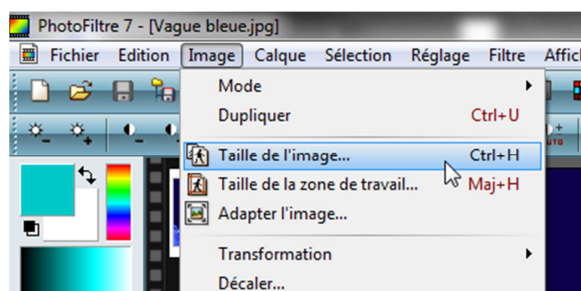 PhotoFiltre 7 - [Vague bleue.jpg]
Fichier Edition Image Calque Sélection Réglage Filtre Affic
Mode
Dupliquer Ctrl+U
Taille de l'image... Ctrl+H
Taille de la zone de travail... Maj+H
Adapter l'image...
Transformation
Décaler...